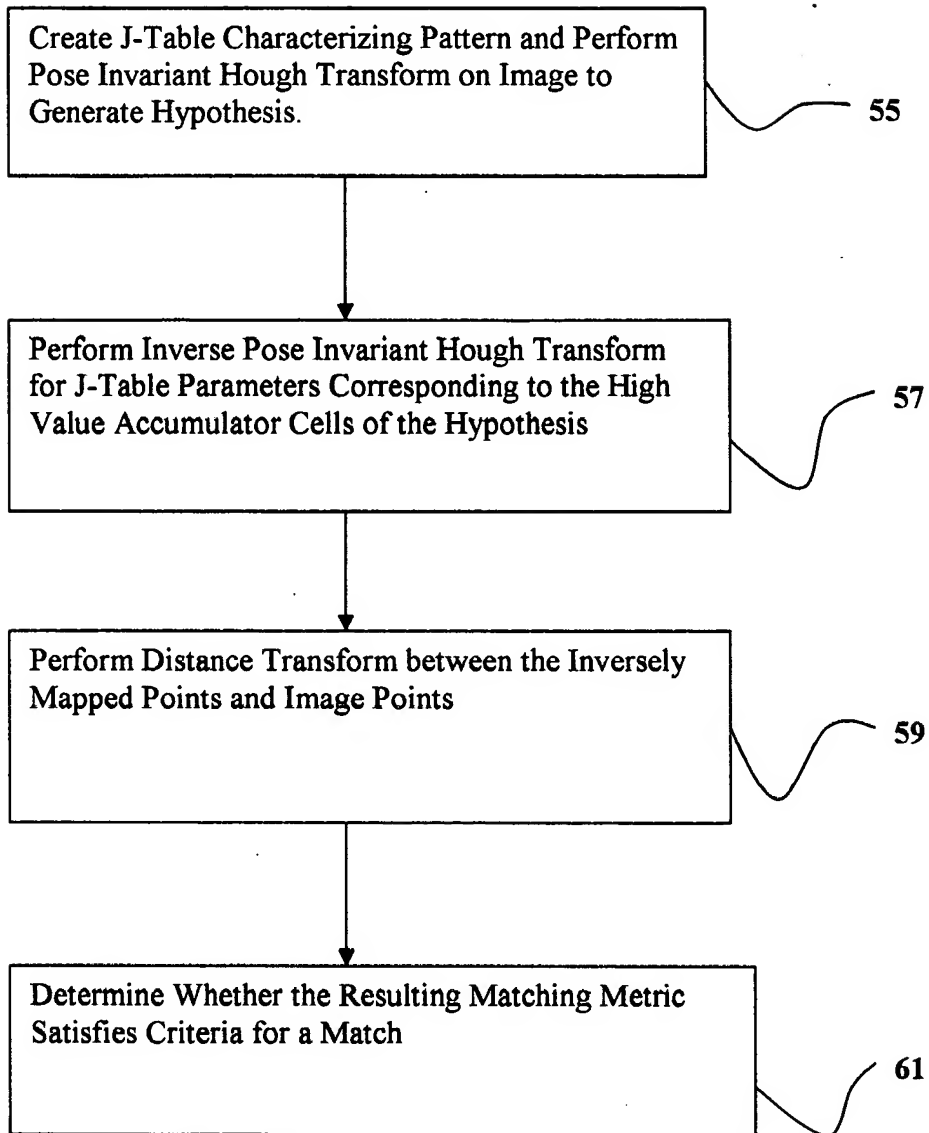 Create J-Table Characterizing Pattern and Perform
Pose Invariant Hough Transform on Image to
Generate Hypothesis.
55
Perform Inverse Pose Invariant Hough Transform
for J-Table Parameters Corresponding to the High
Value Accumulator Cells of the Hypothesis
57
Perform Distance Transform between the Inversely
Mapped Points and Image Points
59
Determine Whether the Resulting Matching Metric
Satisfies Criteria for a Match
61